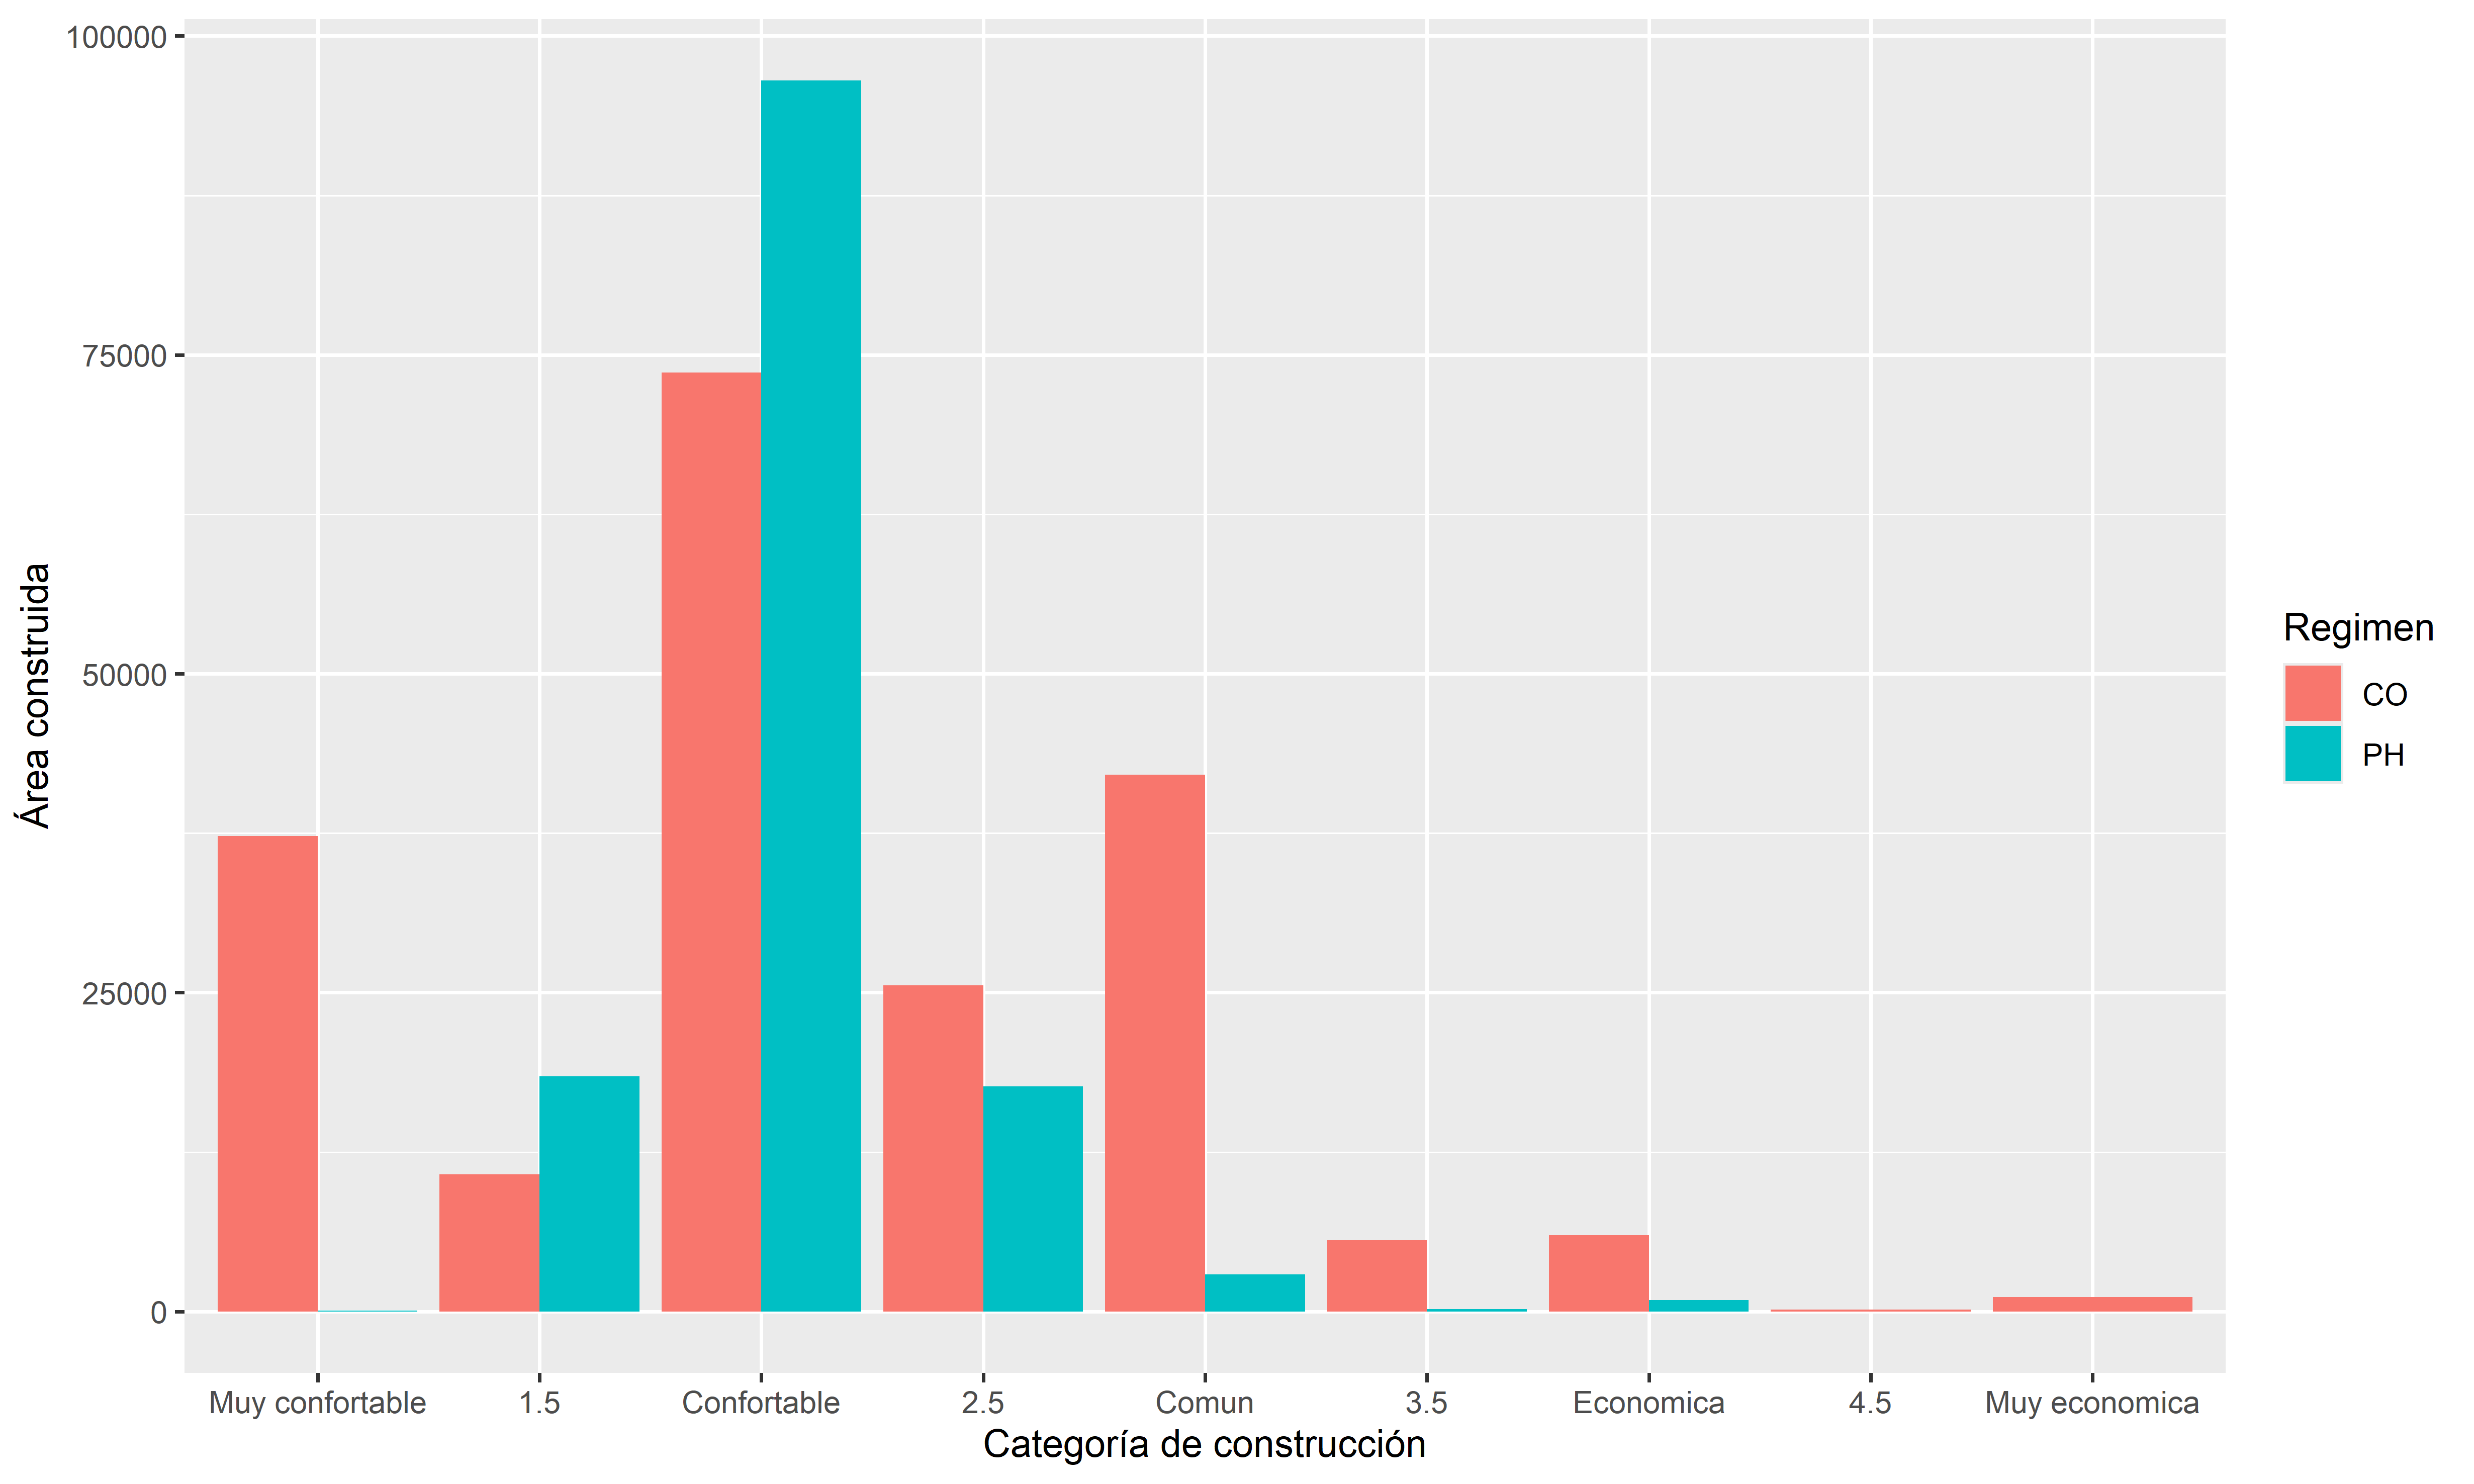 100000
75000
50000
25000
0
Área construida
Muy confortable
1.5
Confortable
2.5
Comun
3.5
Economica
4.5
Muy economica
Categoría de construcción
Regimen
CO
PH